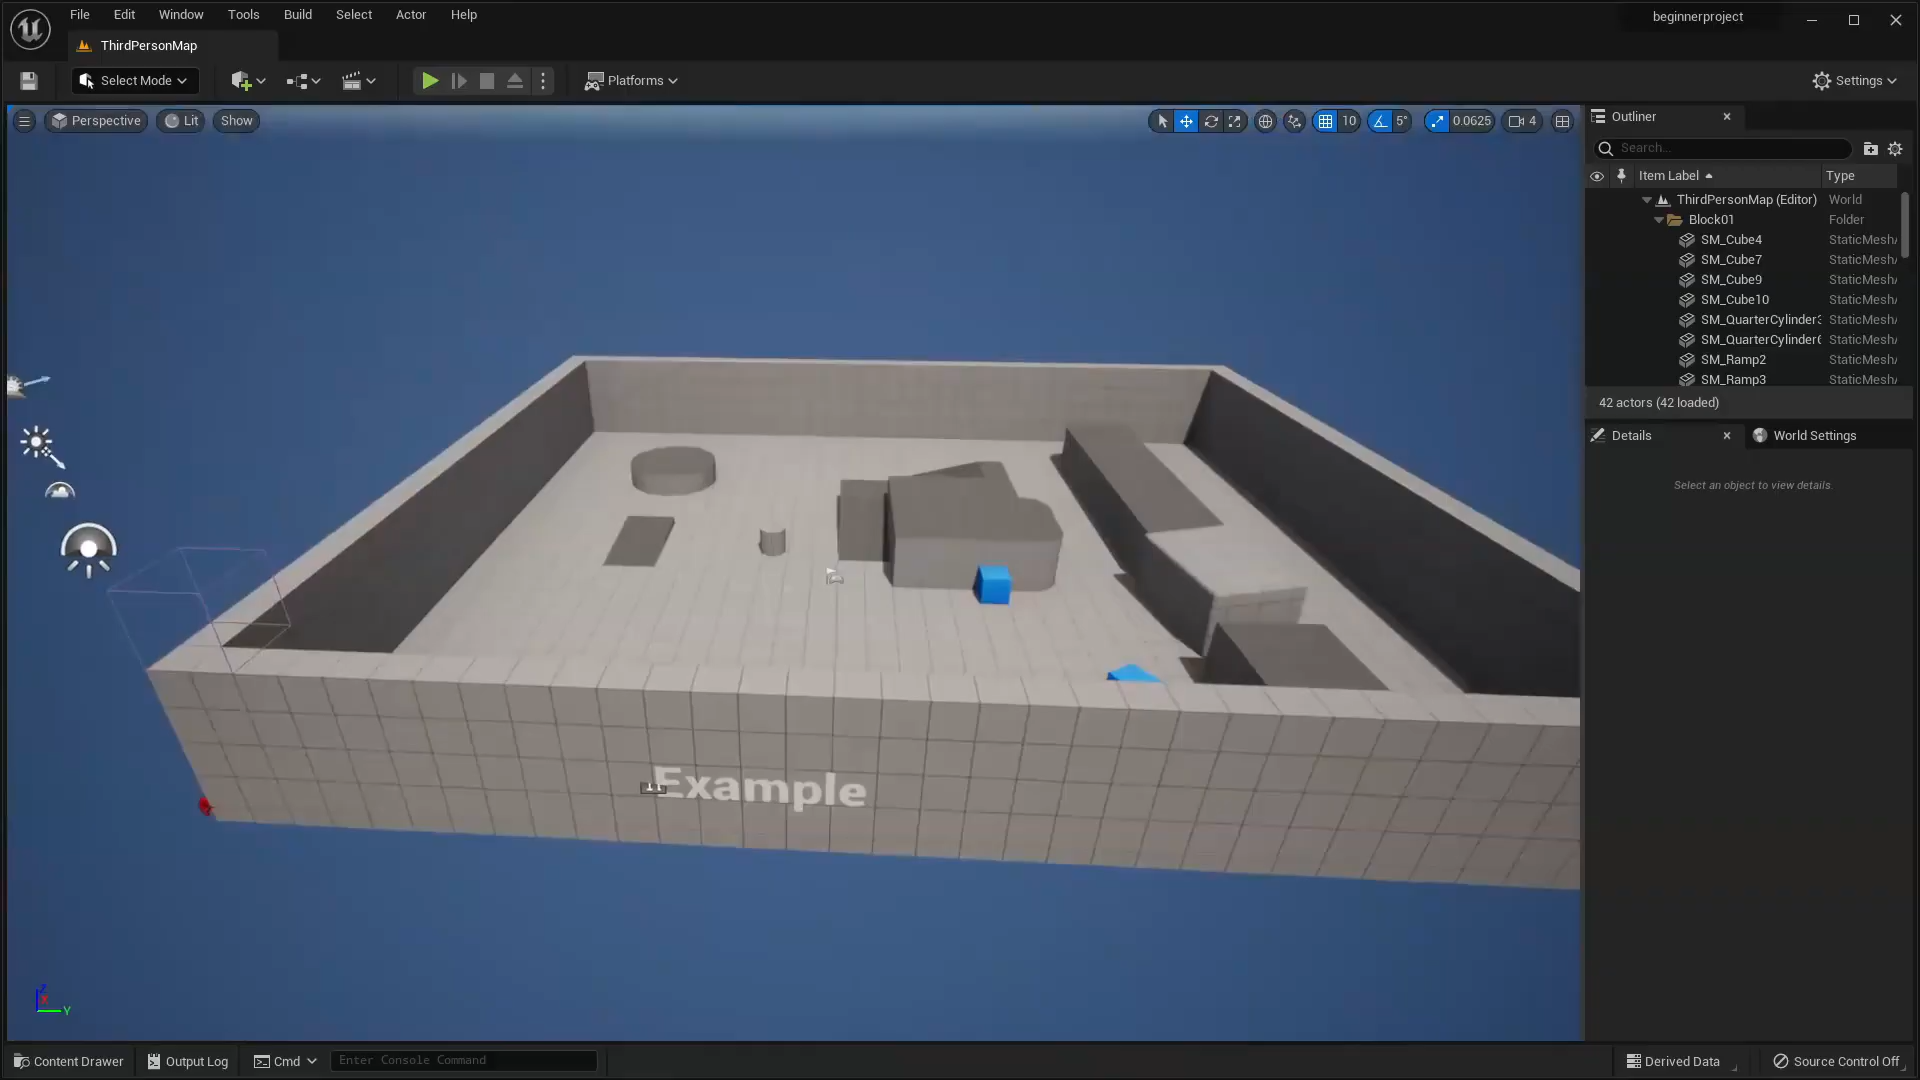 File Edit Window Tools Build Select Actor Help
beginnerproject
ThirdPersonMap
Select Mode
Platforms
Settings
Perspective Lit Show
10 5° 0.0625 4
Outliner
Search...
Item Label Type
ThirdPersonMap (Editor) World
Block01 Folder
SM_Cube4 StaticMesh
SM_Cube7 StaticMesh
SM_Cube9 StaticMesh
SM_Cube10 StaticMesh
SM_QuarterCylinder StaticMesh
SM_QuarterCylinder StaticMesh
SM_Ramp2 StaticMesh
SM_Ramp3 StaticMesh
42 actors (42 loaded)
Details World Settings
Select an object to view details.
Example
Z
X
Y
Content Drawer Output Log Cmd Enter Console Command
Derived Data Source Control Off